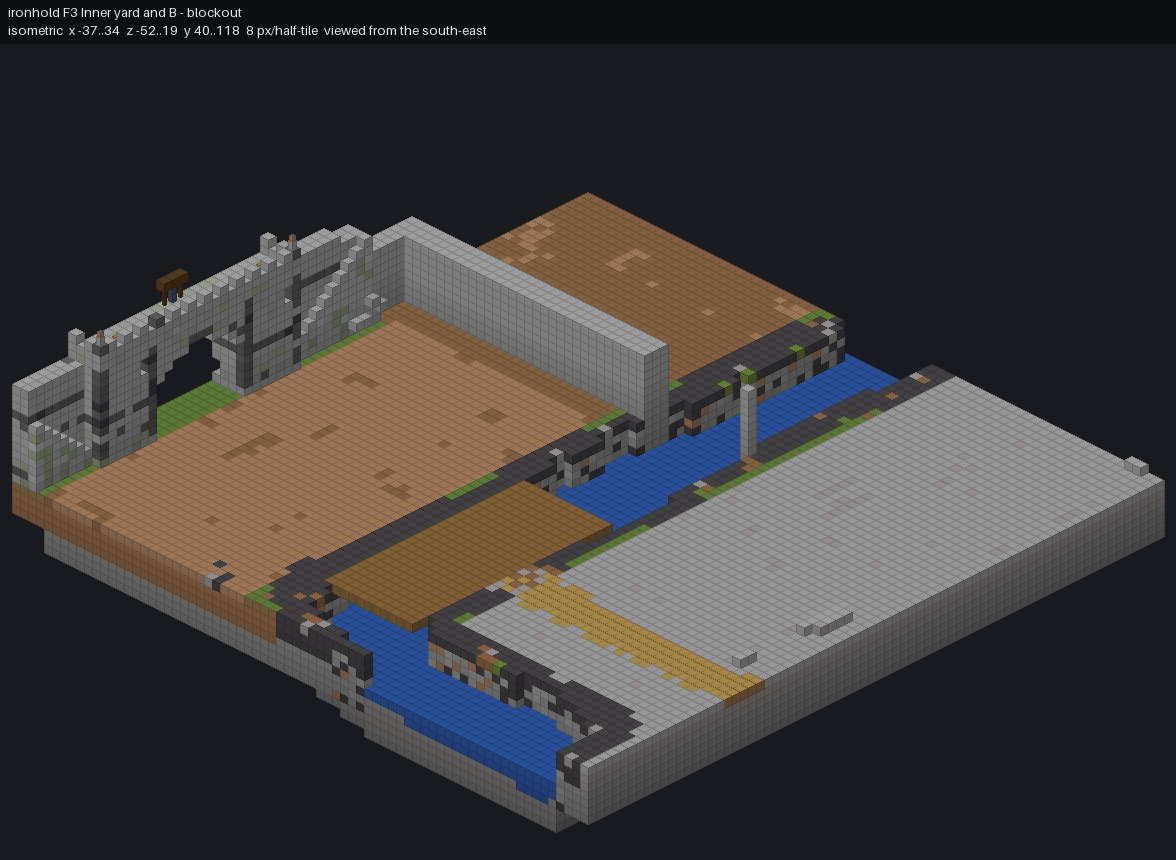 ironhold F3 Inner yard and B - blockout
isometric x -37..34 z -52..19 y 40..118 8 px/half-tile viewed from the south-east